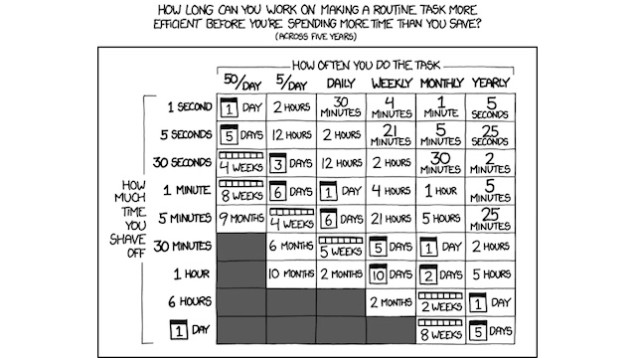 HOW LONG CAN YOU WORK ON MAKING A ROUTINE TASK MORE
EFFICIENT BEFORE YOU'RE SPENDING MORE TIME THAN YOU SAVE?
(ACROSS FIVE YEARS)
HOW OFTEN YOU DO THE TASK
50/DAY 5/DAY DAILY WEEKLY MONTHLY YEARLY
HOW MUCH TIME YOU SHAVE OFF
1 SECOND 1 DAY 2 HOURS 30 MINUTES 4 MINUTES 1 MINUTE 5 SECONDS
5 SECONDS 5 DAYS 12 HOURS 2 HOURS 21 MINUTES 5 MINUTES 25 SECONDS
30 SECONDS 4 WEEKS 3 DAYS 12 HOURS 2 HOURS 30 MINUTES 2 MINUTES
1 MINUTE 8 WEEKS 6 DAYS 1 DAY 4 HOURS 1 HOUR 5 MINUTES
5 MINUTES 9 MONTHS 4 WEEKS 6 DAYS 21 HOURS 5 HOURS 25 MINUTES
30 MINUTES 6 MONTHS 5 WEEKS 5 DAYS 1 DAY 2 HOURS
1 HOUR 10 MONTHS 2 MONTHS 10 DAYS 2 DAYS 5 HOURS
6 HOURS 2 MONTHS 2 WEEKS 1 DAY
1 DAY 8 WEEKS 5 DAYS